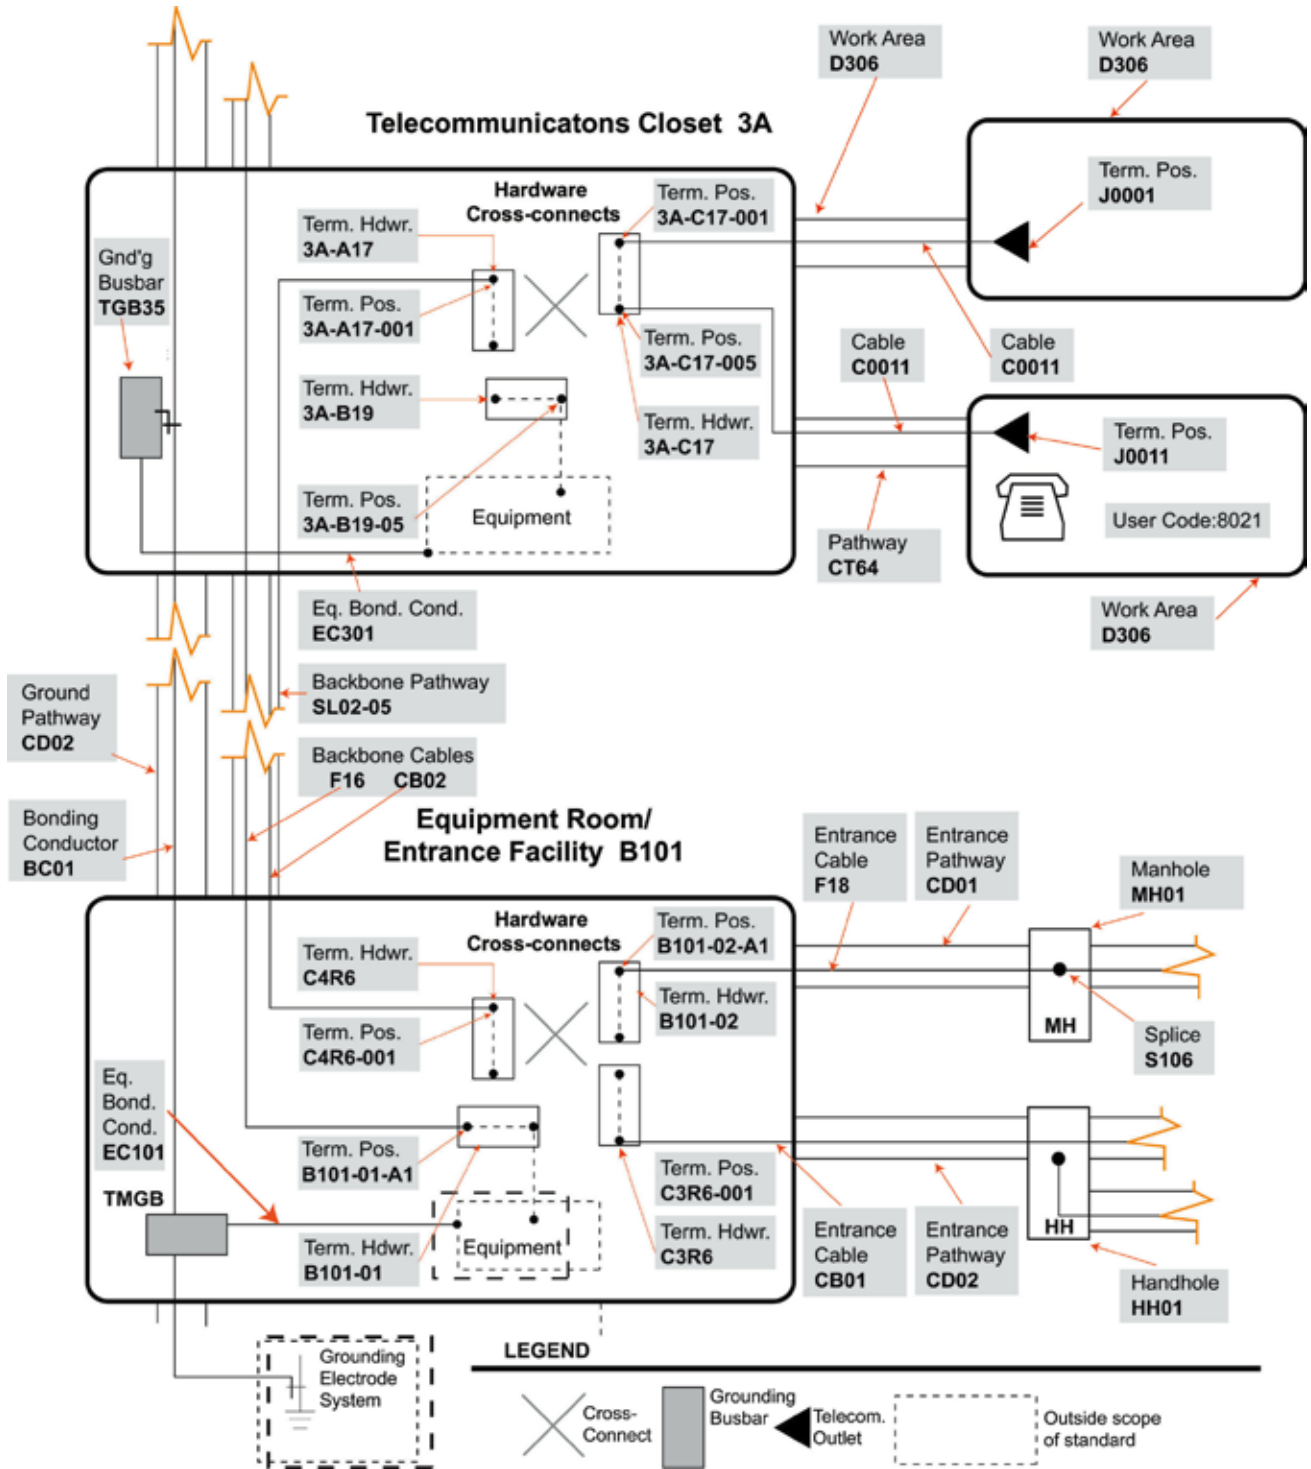 Work Area
D306
Work Area
D306
Telecommunicatons Closet 3A
Hardware
Cross-connects
Term. Pos.
3A-C17-001
Term. Pos.
J0001
Term. Hdwr.
3A-A17
Gnd'g
Busbar
TGB35
Term. Pos.
3A-A17-001
Term. Pos.
3A-C17-005
Cable
C0011
Cable
C0011
Term. Hdwr.
3A-B19
Term. Hdwr.
3A-C17
Term. Pos.
J0011
Term. Pos.
3A-B19-05
Equipment
User Code:8021
Pathway
CT64
Eq. Bond. Cond.
EC301
Work Area
D306
Backbone Pathway
SL02-05
Ground
Pathway
CD02
Backbone Cables
F16 CB02
Bonding
Conductor
BC01
Equipment Room/
Entrance Facility B101
Entrance
Cable
F18
Entrance
Pathway
CD01
Manhole
MH01
Hardware
Cross-connects
Term. Pos.
B101-02-A1
Term. Hdwr.
C4R6
Term. Hdwr.
B101-02
Term. Pos.
C4R6-001
MH
Splice
S106
Eq.
Bond.
Cond.
EC101
Term. Pos.
B101-01-A1
Term. Pos.
C3R6-001
TMGB
Term. Hdwr.
B101-01
Equipment
Term. Hdwr.
C3R6
Entrance
Cable
CB01
Entrance
Pathway
CD02
HH
Handhole
HH01
Grounding
Electrode
System
LEGEND
Cross-
Connect
Grounding
Busbar
Telecom.
Outlet
Outside scope
of standard